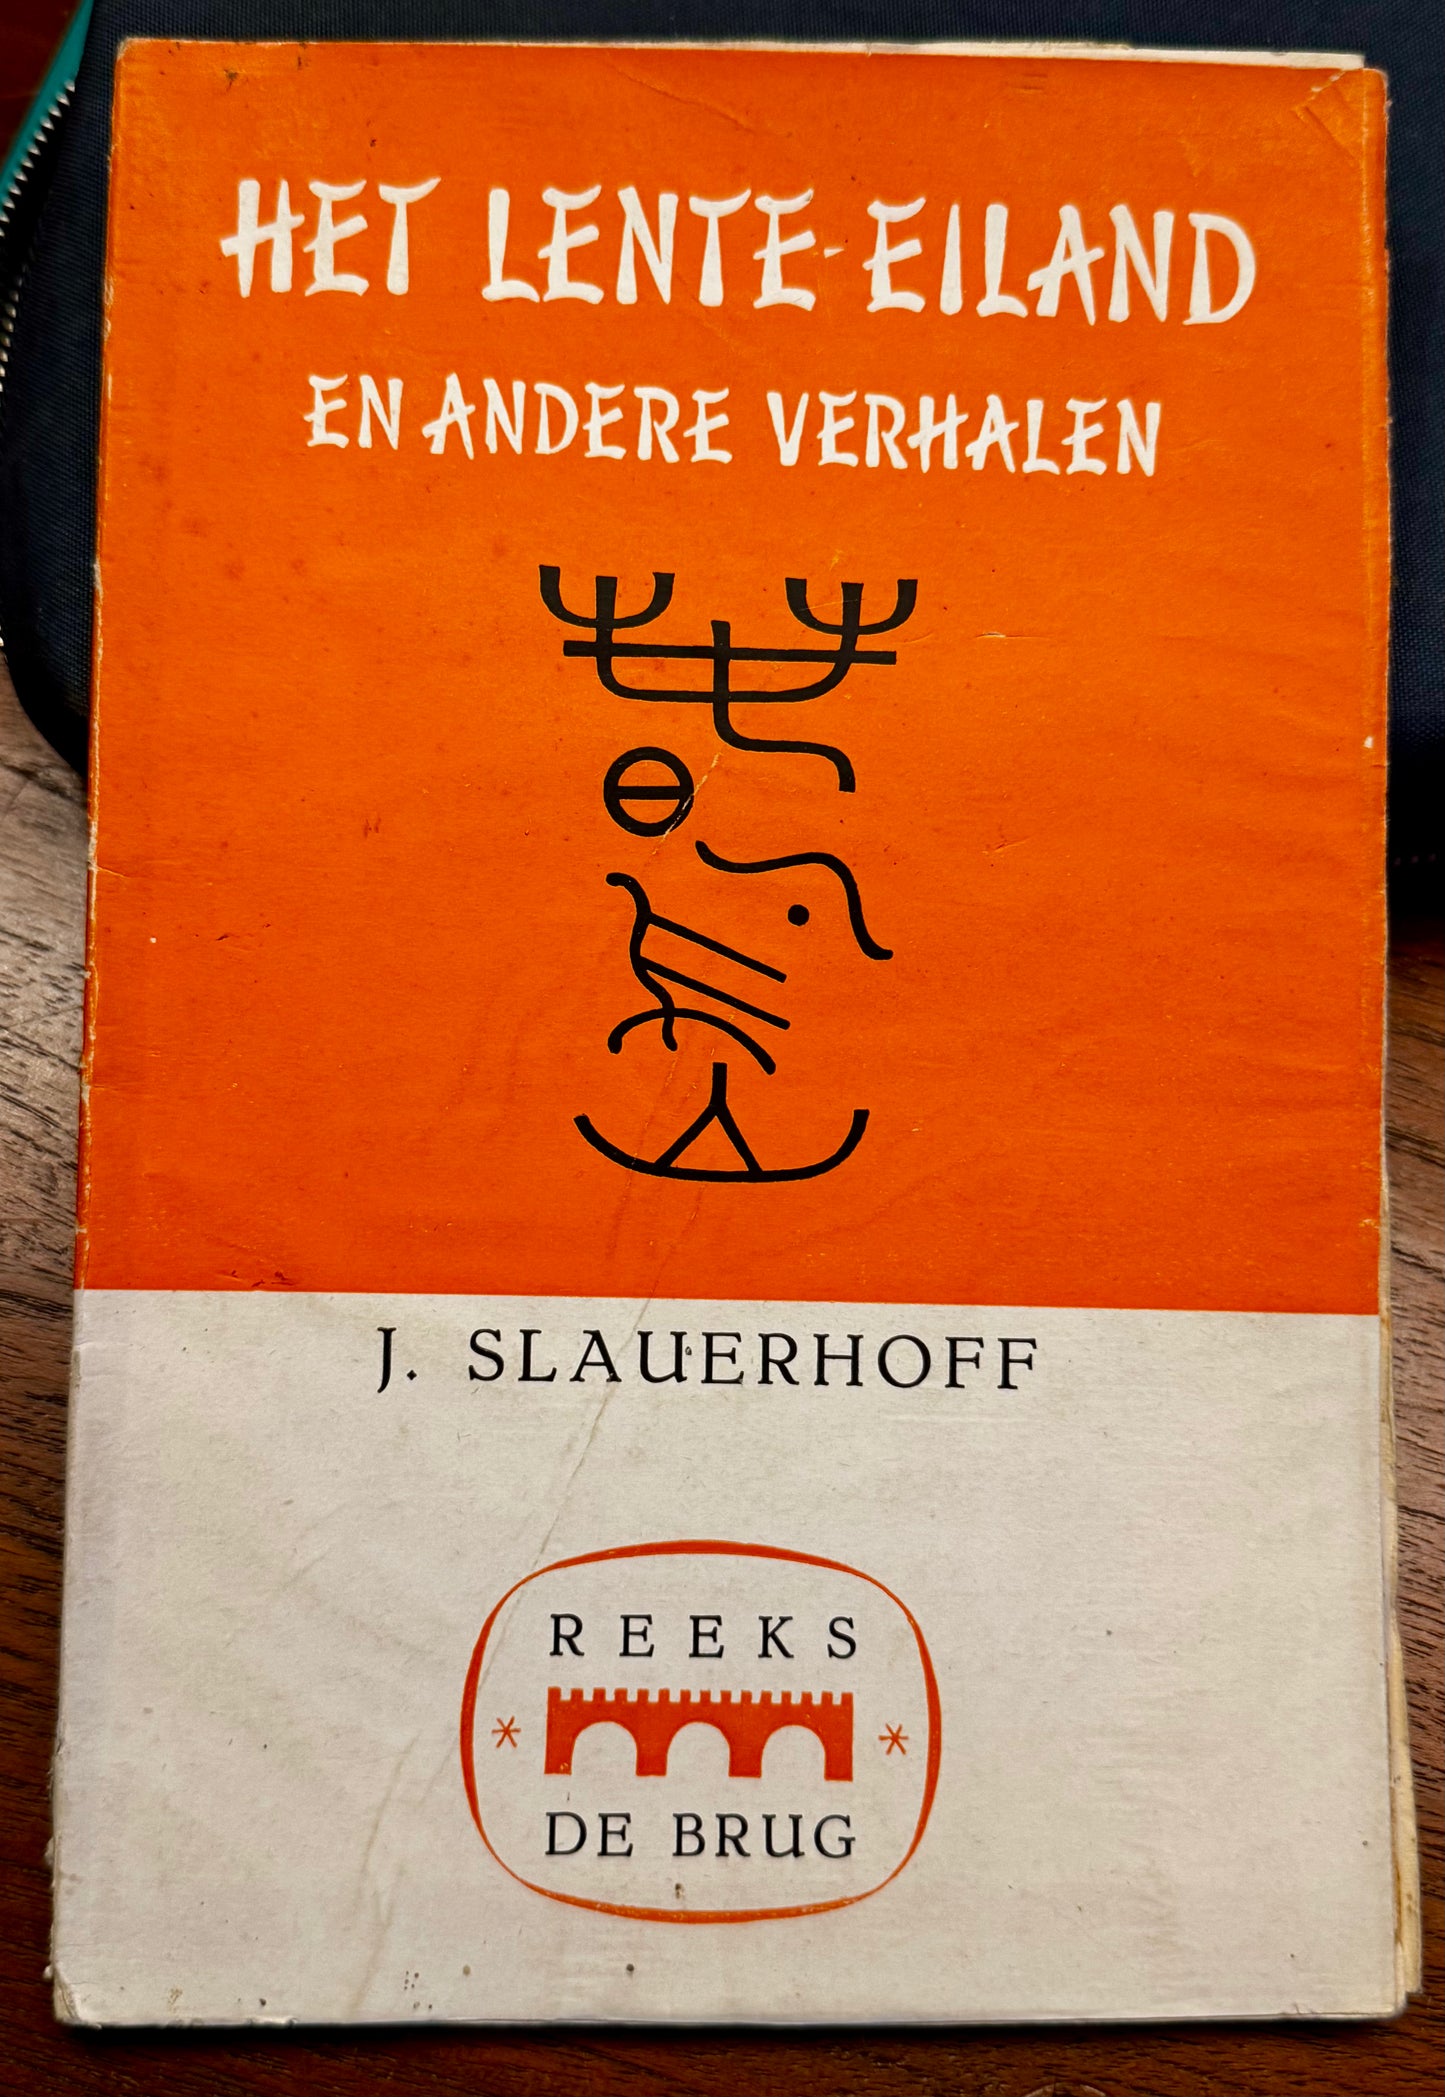 HET LENTE-EILAND
EN ANDERE VERHALEN
J. SLAUERHOFF
REEKS
DE BRUG